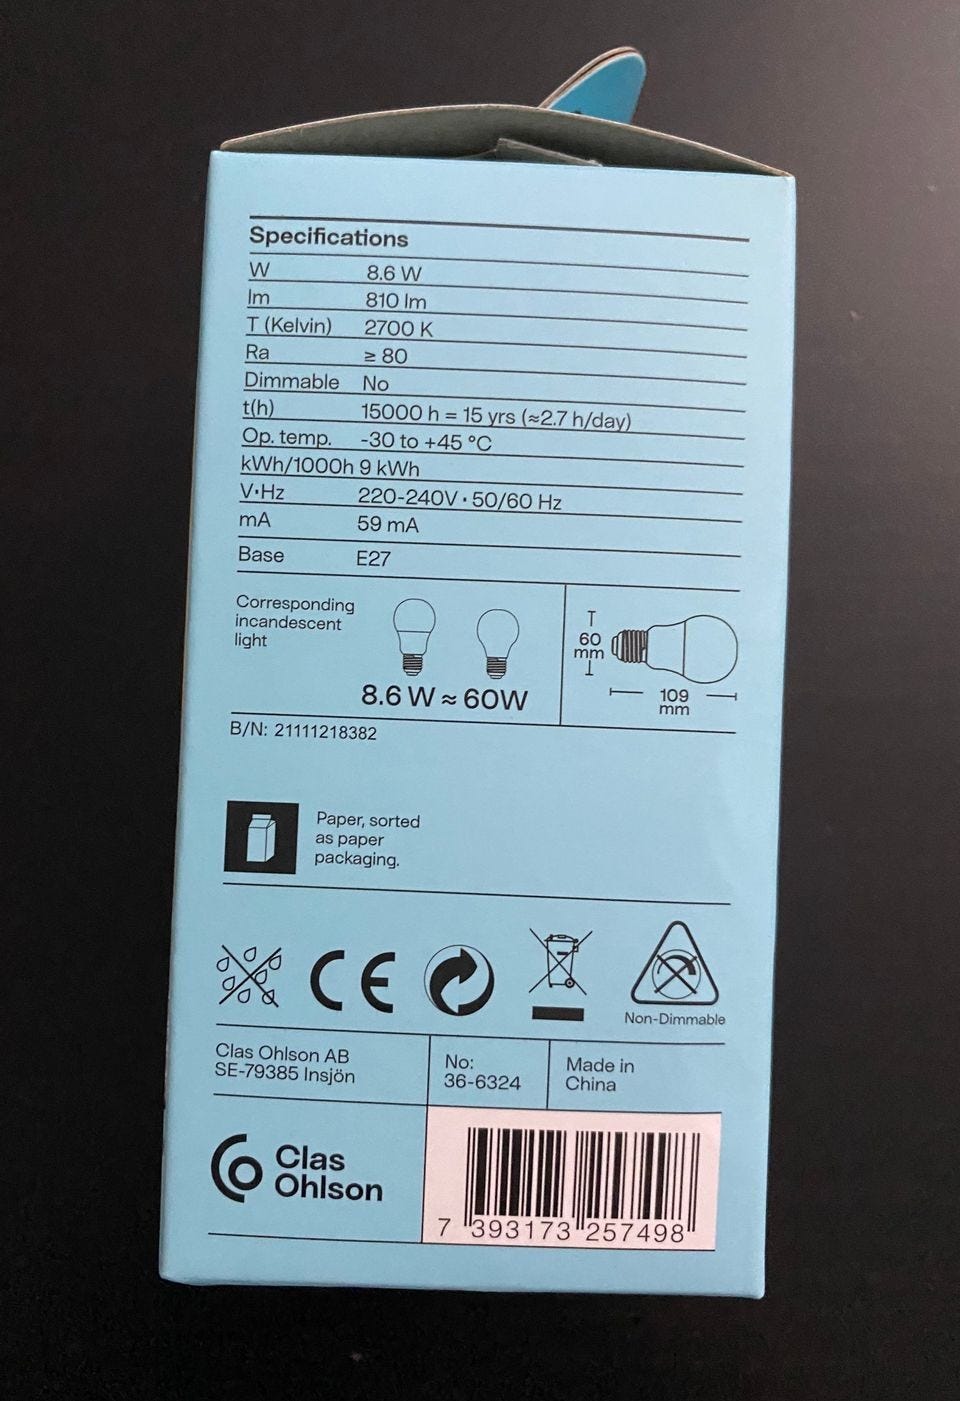 Specifications
W 8.6 W
lm 810 lm
T (Kelvin) 2700 K
Ra ≥ 80
Dimmable No
t(h) 15000 h = 15 yrs (≈2.7 h/day)
Op. temp. -30 to +45 °C
kWh/1000h 9 kWh
V·Hz 220-240V · 50/60 Hz
mA 59 mA
Base E27
Corresponding
incandescent
light
8.6 W ≈ 60W
60
mm
109
mm
B/N: 21111218382
Paper, sorted
as paper
packaging.
CE
Non-Dimmable
Clas Ohlson AB
SE-79385 Insjön
No:
36-6324
Made in
China
Clas
Ohlson
7 393173 257498